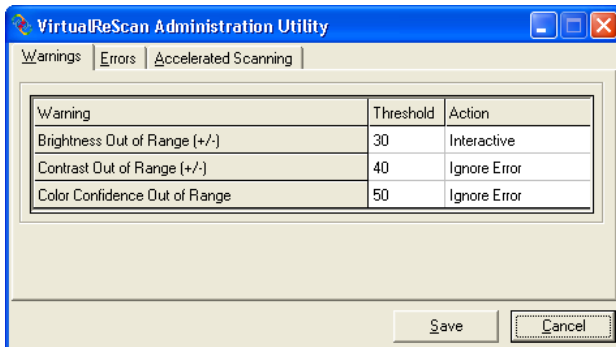 VirtualReScan Administration Utility
Warnings Errors Accelerated Scanning
Warning Threshold Action
Brightness Out of Range (+/-) 30 Interactive
Contrast Out of Range (+/-) 40 Ignore Error
Color Confidence Out of Range 50 Ignore Error
Save Cancel